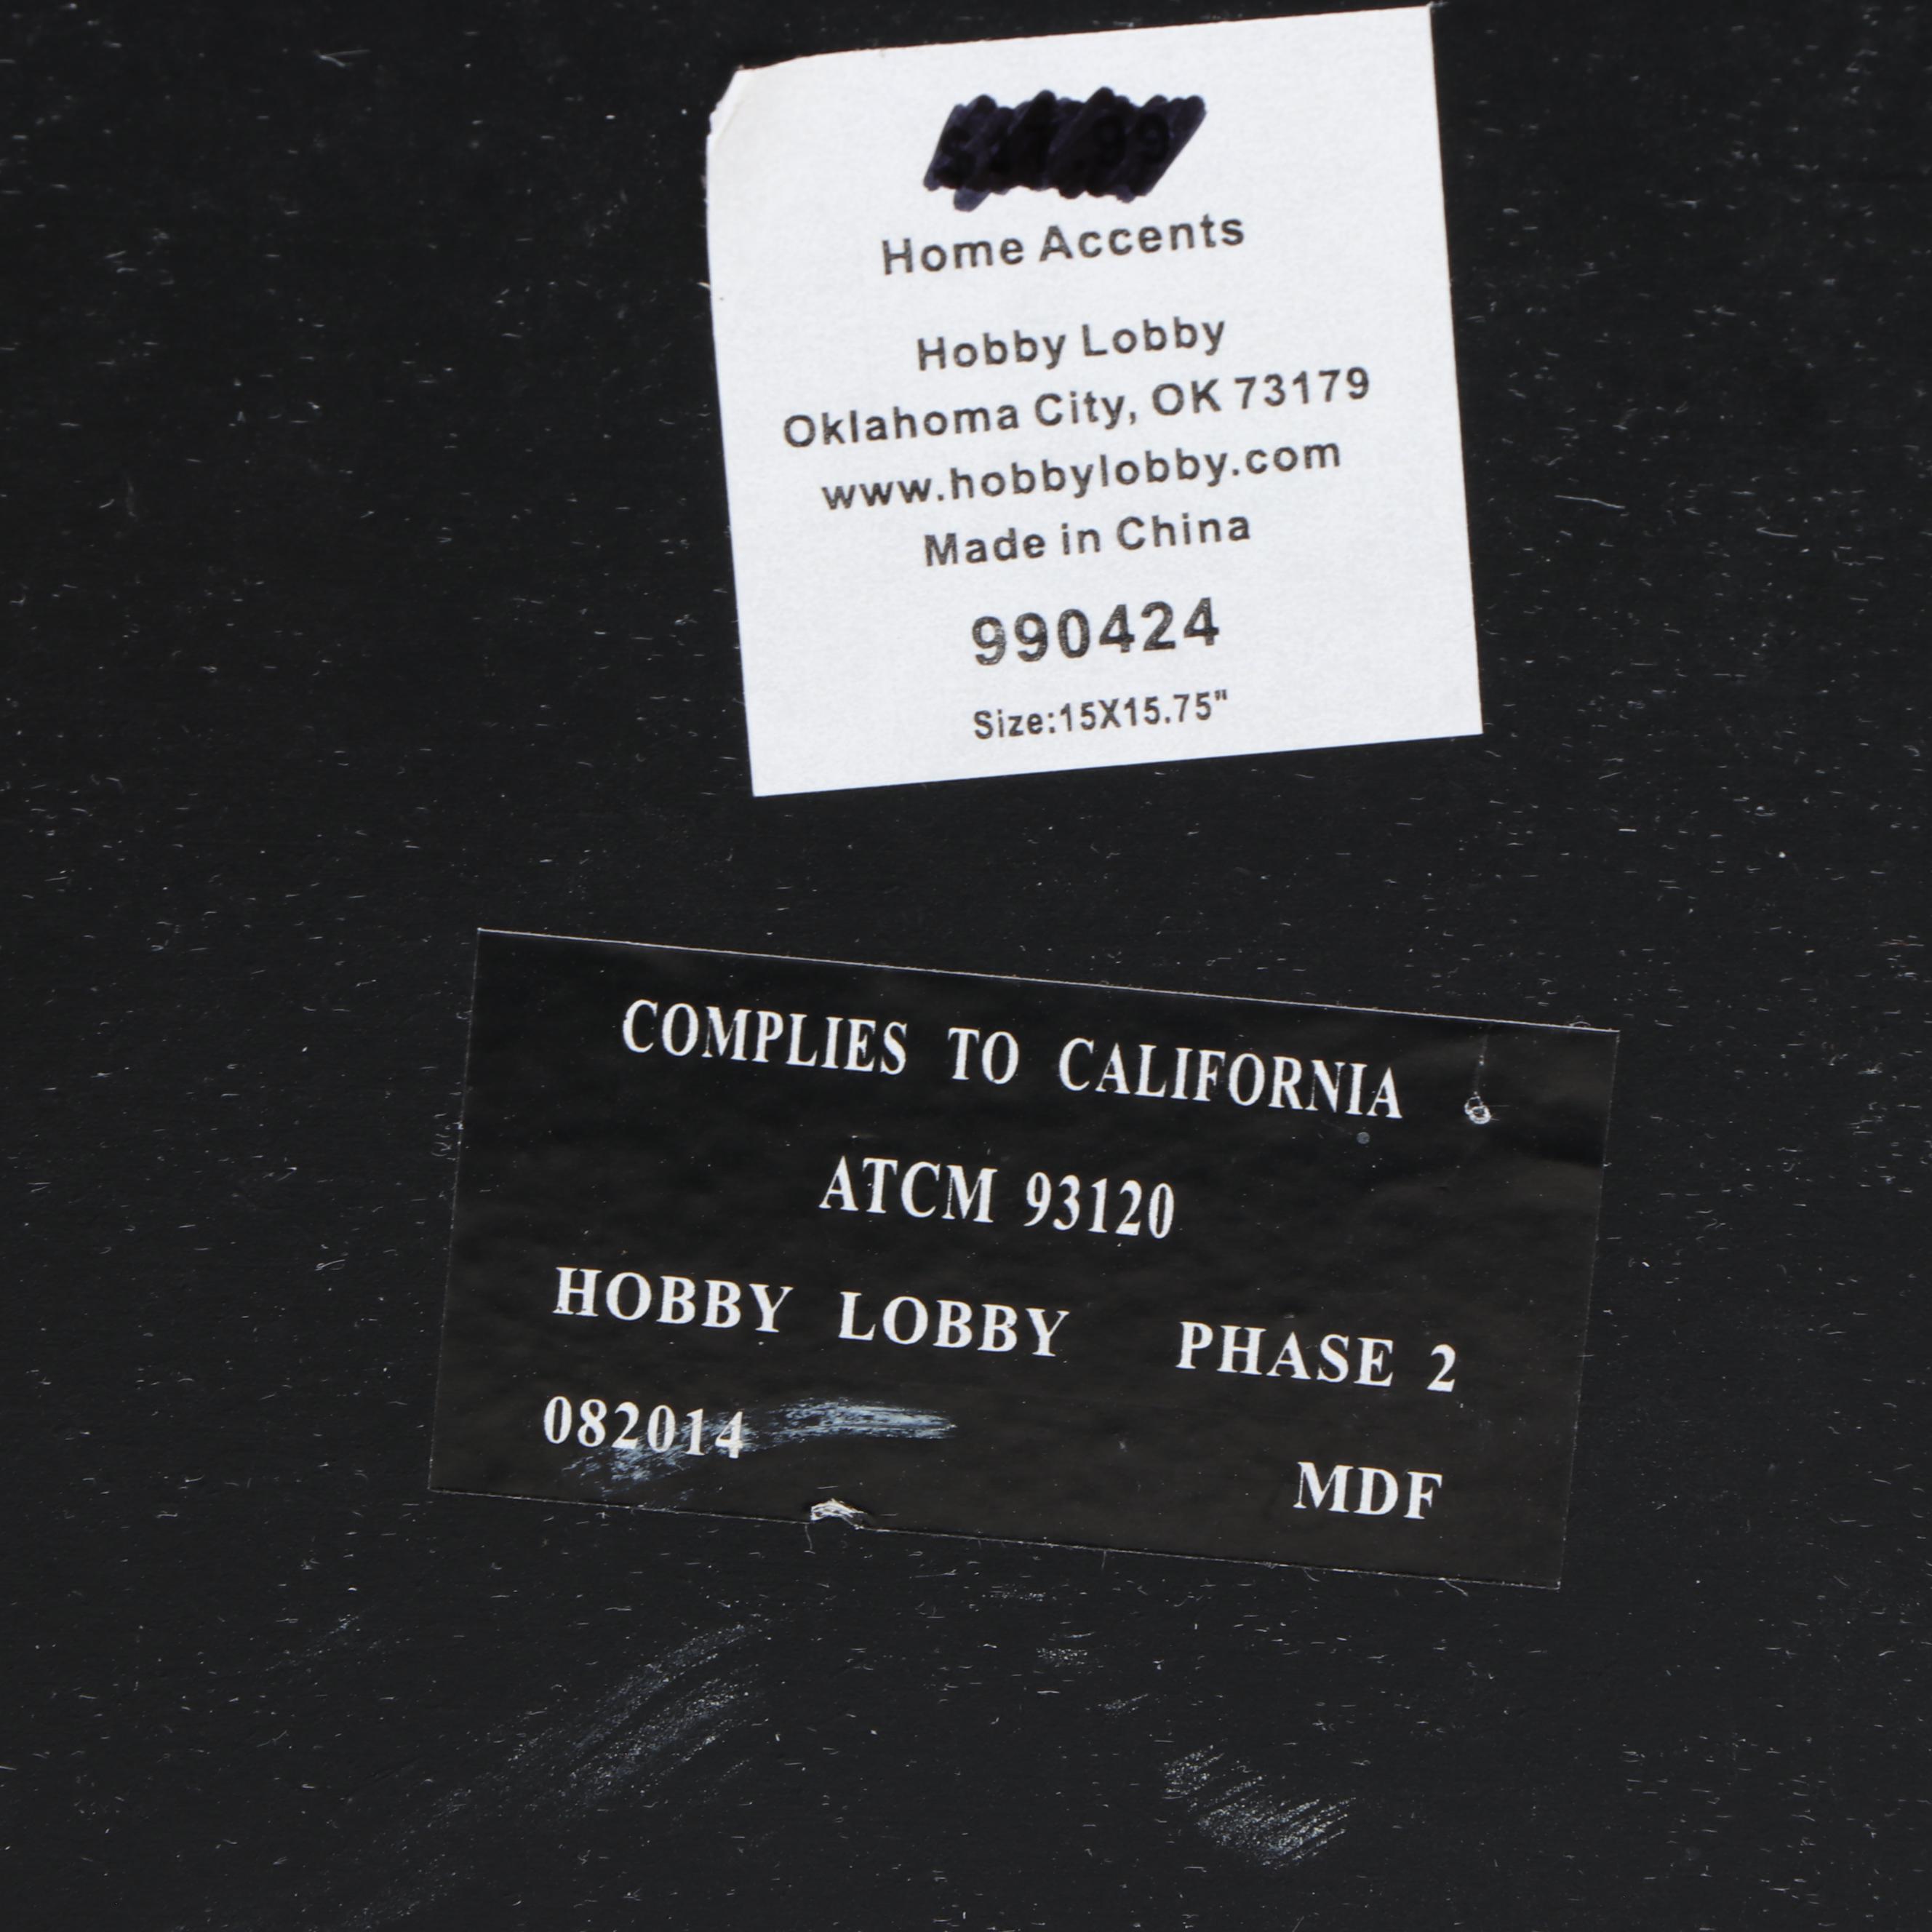 Home Accents
Hobby Lobby
Oklahoma City, OK 73179
www.hobbylobby.com
Made in China
990424
Size:15X15.75"
COMPLIES TO CALIFORNIA
ATCM 93120
HOBBY LOBBY PHASE 2
082014
MDF